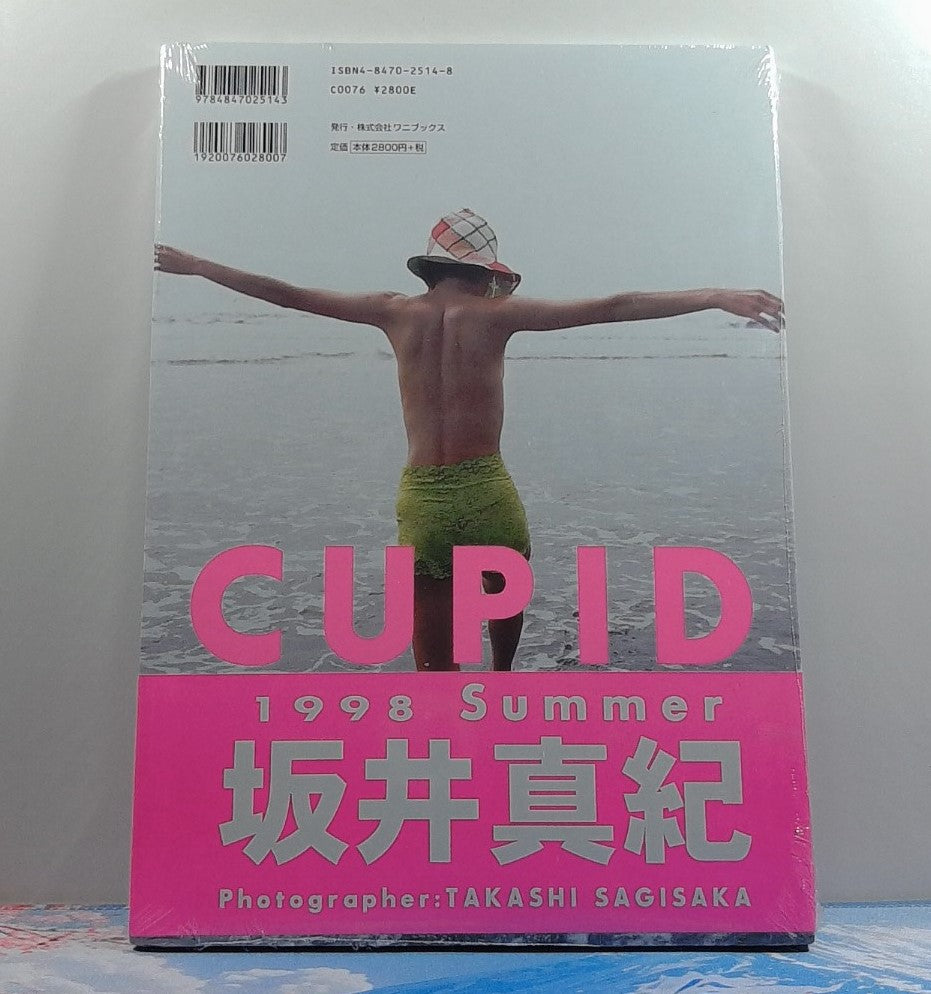 ISBN4-8470-2514-8
C0076 ¥2800E
9784847025143
発行・株式会社ワニブックス
1920076028007
定価 本体2800円+税
CUPID
1998 Summer
坂井真紀
Photographer:TAKASHI SAGISAKA